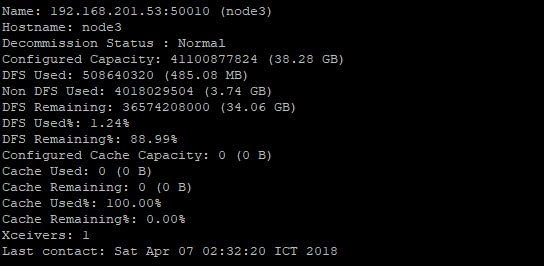 Name: 192.168.201.53:50010 (node3)
Hostname: node3
Decommission Status : Normal
Configured Capacity: 41100877824 (38.28 GB)
DFS Used: 508640320 (485.08 MB)
Non DFS Used: 4018029504 (3.74 GB)
DFS Remaining: 36574208000 (34.06 GB)
DFS Used%: 1.24%
DFS Remaining%: 88.99%
Configured Cache Capacity: 0 (0 B)
Cache Used: 0 (0 B)
Cache Remaining: 0 (0 B)
Cache Used%: 100.00%
Cache Remaining%: 0.00%
Xceivers: 1
Last contact: Sat Apr 07 02:32:20 ICT 2018